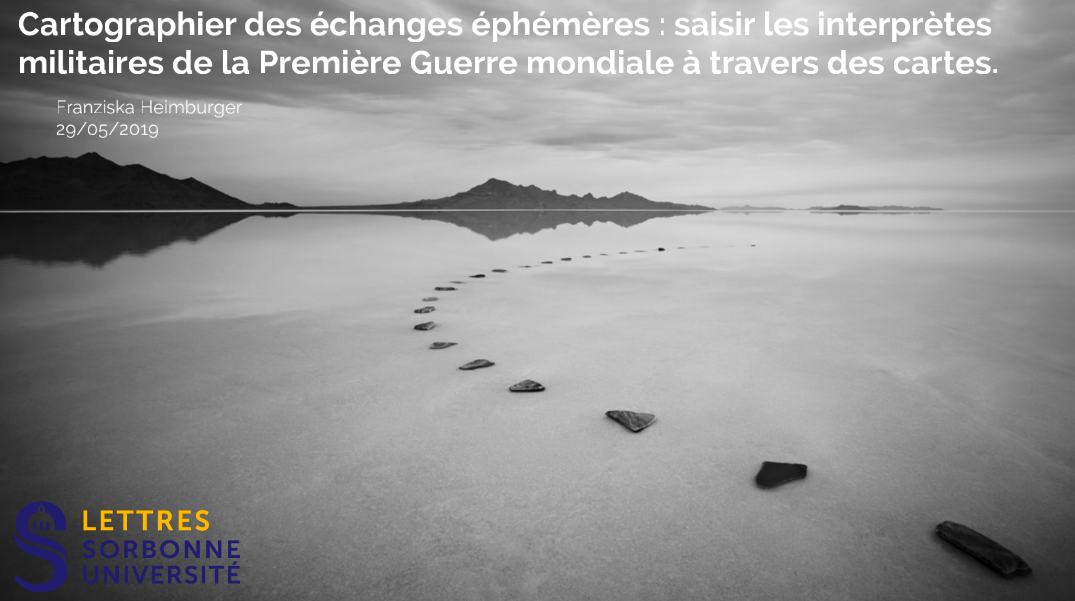 Cartographier des échanges éphémères : saisir les interprètes
militaires de la Première Guerre mondiale à travers des cartes.
Franziska Heimburger
29/05/2019
LETTRES
SORBONNE
UNIVERSITÉ